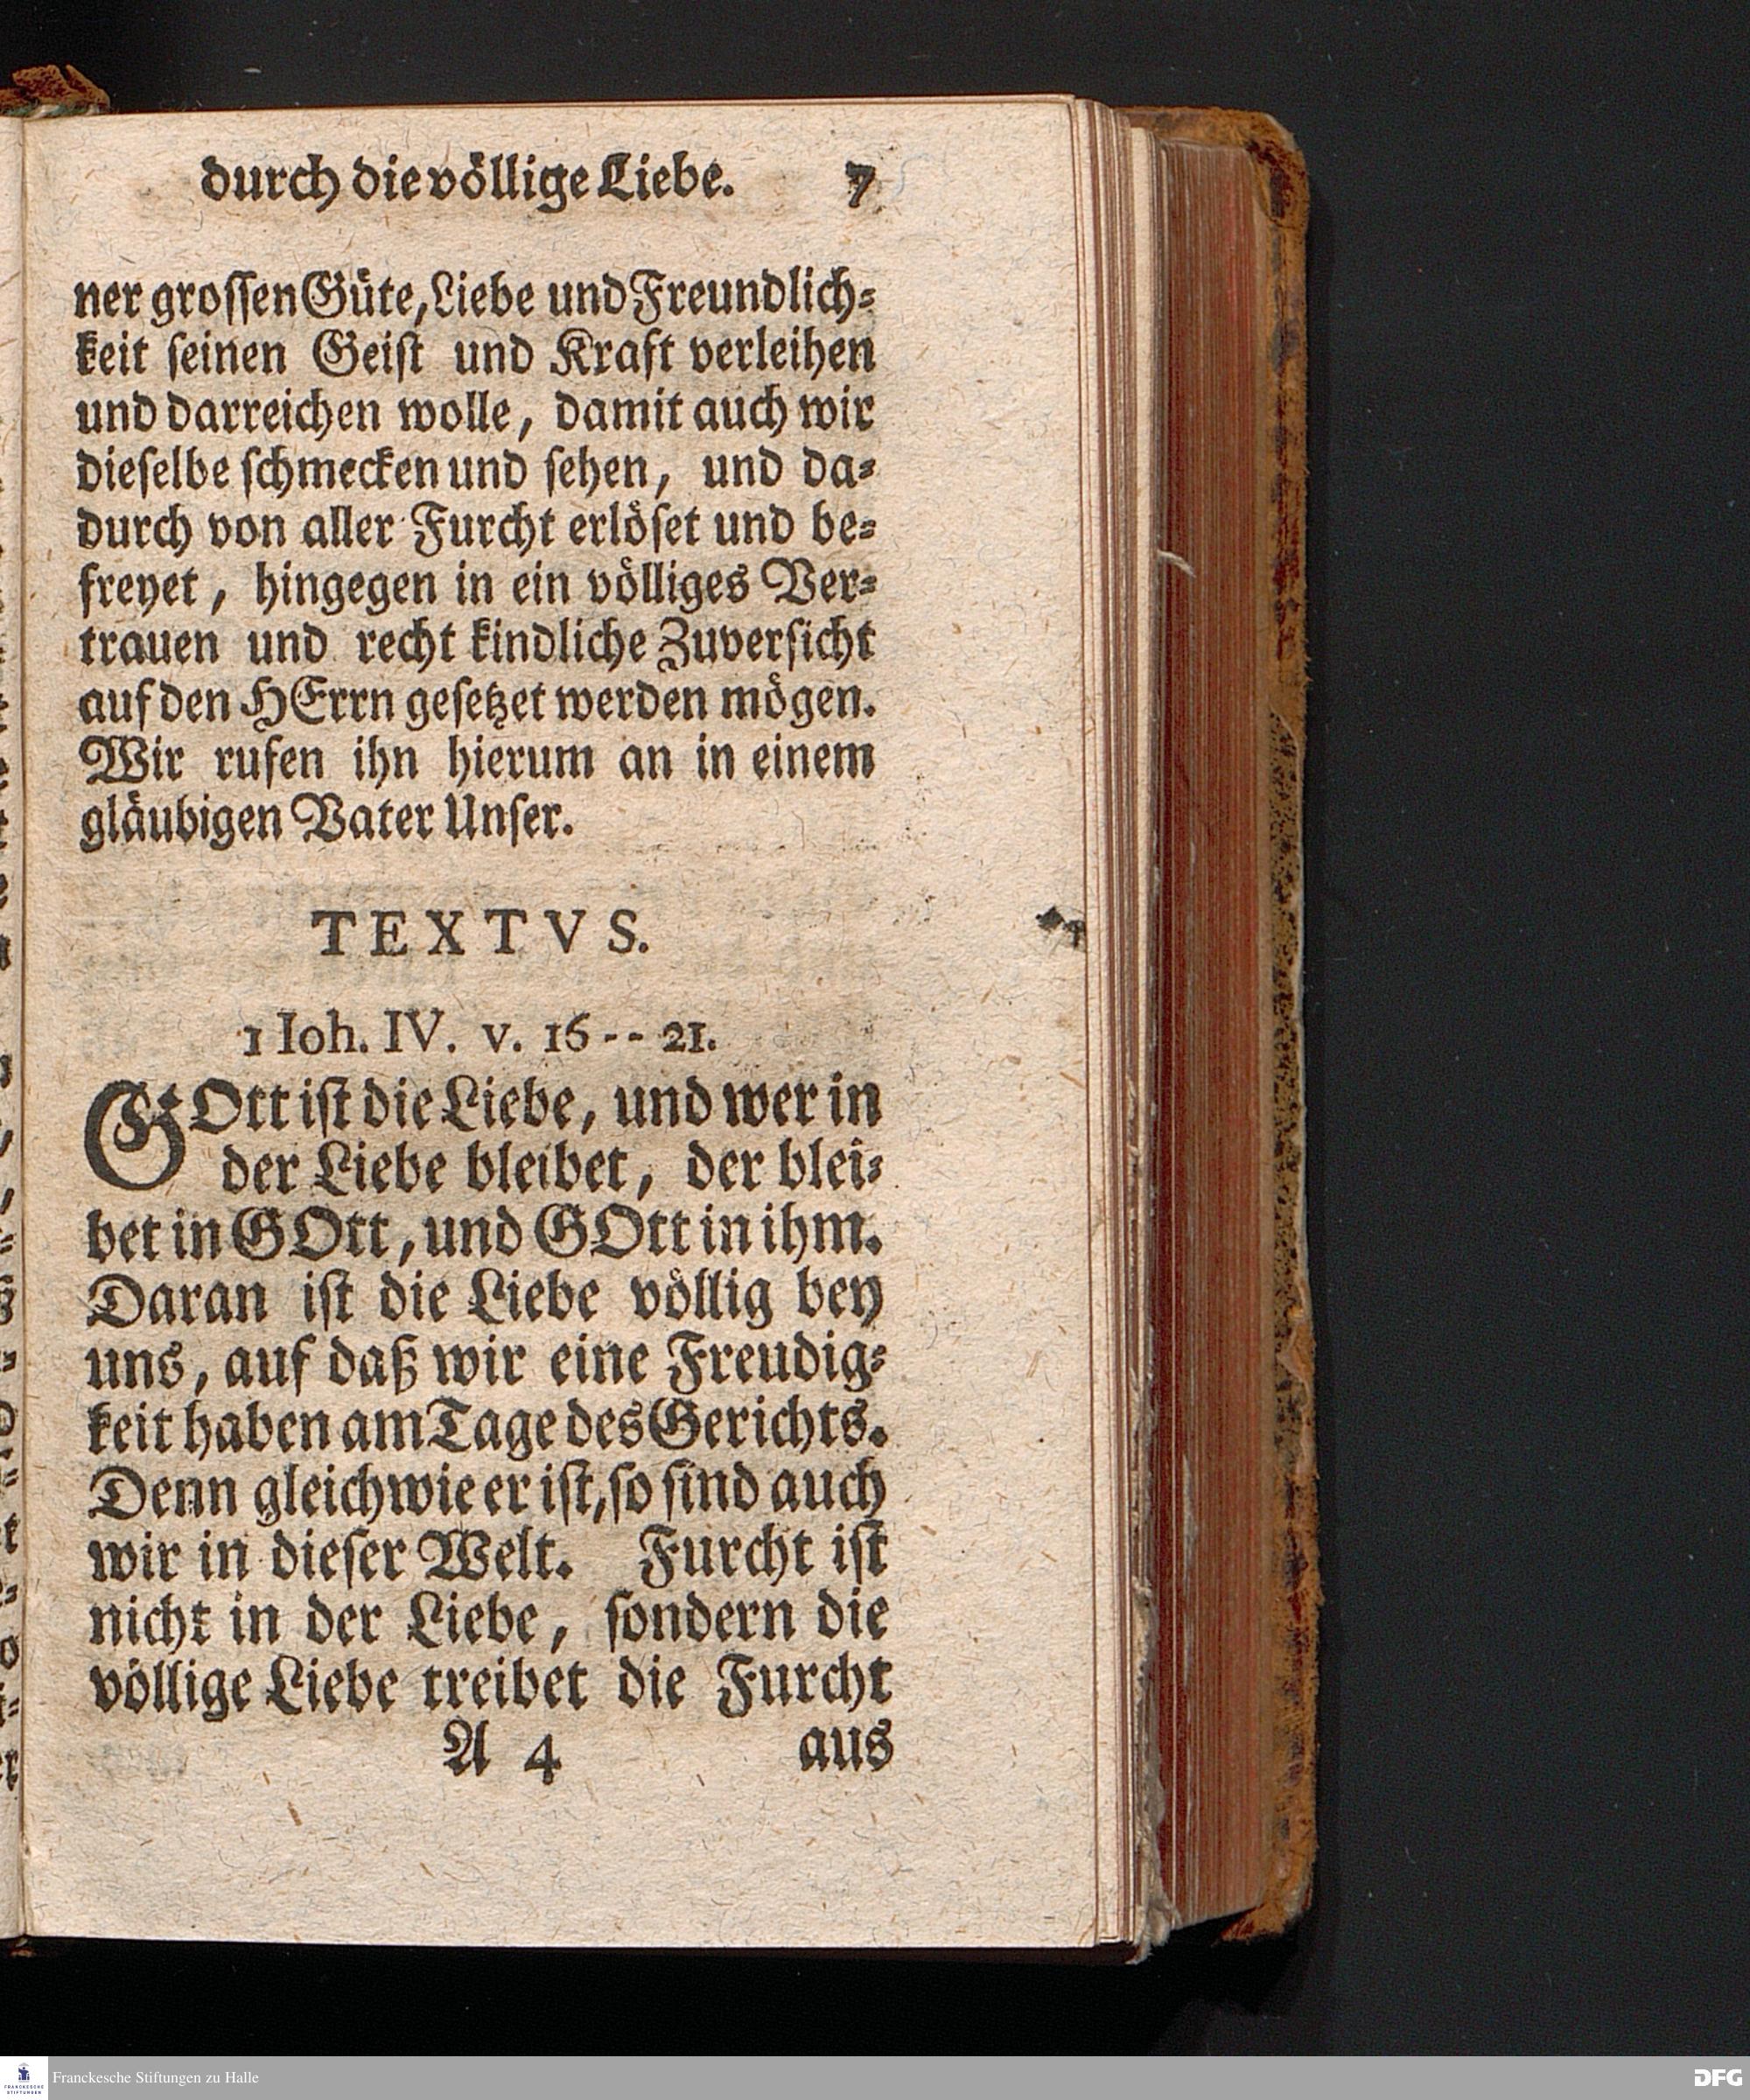 durch die völlige Liebe. 7
ner groſſen Güte, Liebe und Freundlich⸗
keit ſeinen Geiſt und Kraft verleihen
und darreichen wolle, damit auch wir
dieſelbe ſchmecken und ſehen, und da⸗
durch von aller Furcht erlöſet und be⸗
freyet, hingegen in ein völliges Ver⸗
trauen und recht kindliche Zuverſicht
auf den HErrn geſetzet werden mögen.
Wir rufen ihn hierum an in einem
gläubigen Vater Unſer.
TEXTVS.
1 Ioh. IV. v. 16-- 21.
GOtt iſt die Liebe, und wer in
der Liebe bleibet, der blei⸗
bet in GOtt, und GOtt in ihm.
Daran iſt die Liebe völlig bey
uns, auf daß wir eine Freudig⸗
keit haben am Tage des Gerichts.
Denn gleichwie er iſt, ſo ſind auch
wir in dieſer Welt. Furcht iſt
nicht in der Liebe, ſondern die
völlige Liebe treibet die Furcht
A 4 aus
FRANCKESCHE STIFTUNGEN
Franckesche Stiftungen zu Halle
DFG